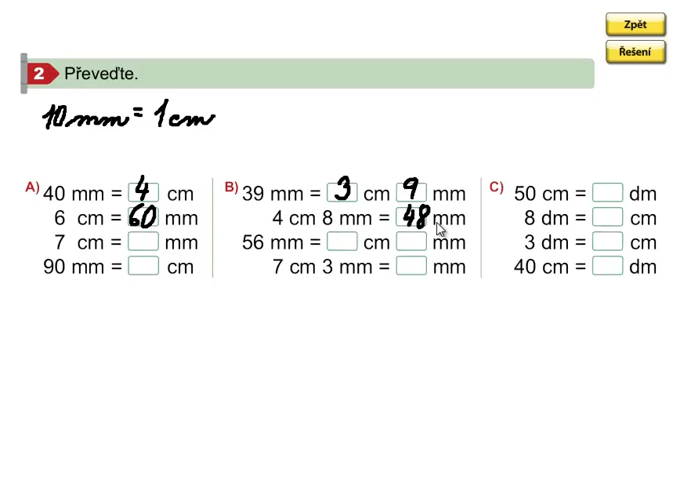 Zpět
Řešení
2 Převeďte.
10 mm = 1 cm
A) 40 mm = 4 cm
6 cm = 60 mm
7 cm = mm
90 mm = cm
B) 39 mm = 3 cm 9 mm
4 cm 8 mm = 48 mm
56 mm = cm mm
7 cm 3 mm = mm
C) 50 cm = dm
8 dm = cm
3 dm = cm
40 cm = dm